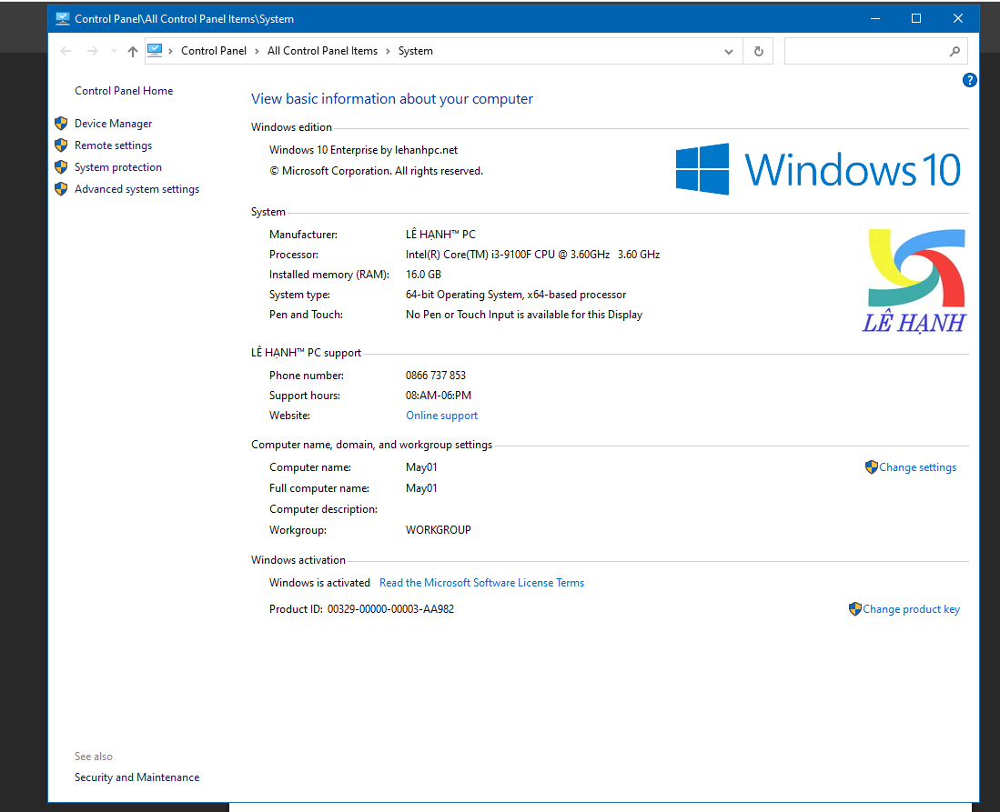 Control Panel\All Control Panel Items\System
Control Panel › All Control Panel Items › System
Control Panel Home
Device Manager
Remote settings
System protection
Advanced system settings
?
View basic information about your computer
Windows edition
Windows 10 Enterprise by lehanhpc.net
© Microsoft Corporation. All rights reserved.
Windows 10
System
Manufacturer: LÊ HẠNH™ PC
Processor: Intel(R) Core(TM) i3-9100F CPU @ 3.60GHz 3.60 GHz
Installed memory (RAM): 16.0 GB
System type: 64-bit Operating System, x64-based processor
Pen and Touch: No Pen or Touch Input is available for this Display
LÊ HẠNH
LÊ HẠNH™ PC support
Phone number: 0866 737 853
Support hours: 08:AM-06:PM
Website: Online support
Computer name, domain, and workgroup settings
Computer name: May01
Change settings
Full computer name: May01
Computer description:
Workgroup: WORKGROUP
Windows activation
Windows is activated Read the Microsoft Software License Terms
Product ID: 00329-00000-00003-AA982
Change product key
See also
Security and Maintenance